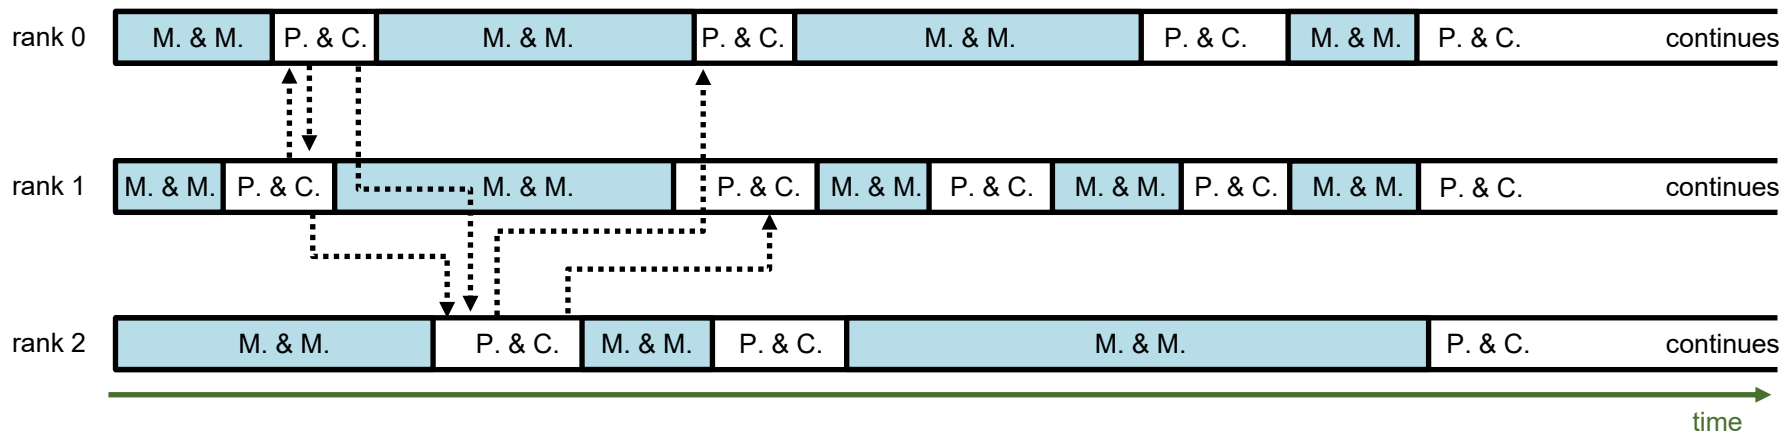 rank 0 M. & M. P. & C. M. & M. P. & C. M. & M. P. & C. M. & M. P. & C. continues
rank 1 M. & M. P. & C. M. & M. P. & C. M. & M. P. & C. M. & M. P. & C. M. & M. P. & C. continues
rank 2 M. & M. P. & C. M. & M. P. & C. M. & M. P. & C. continues
time